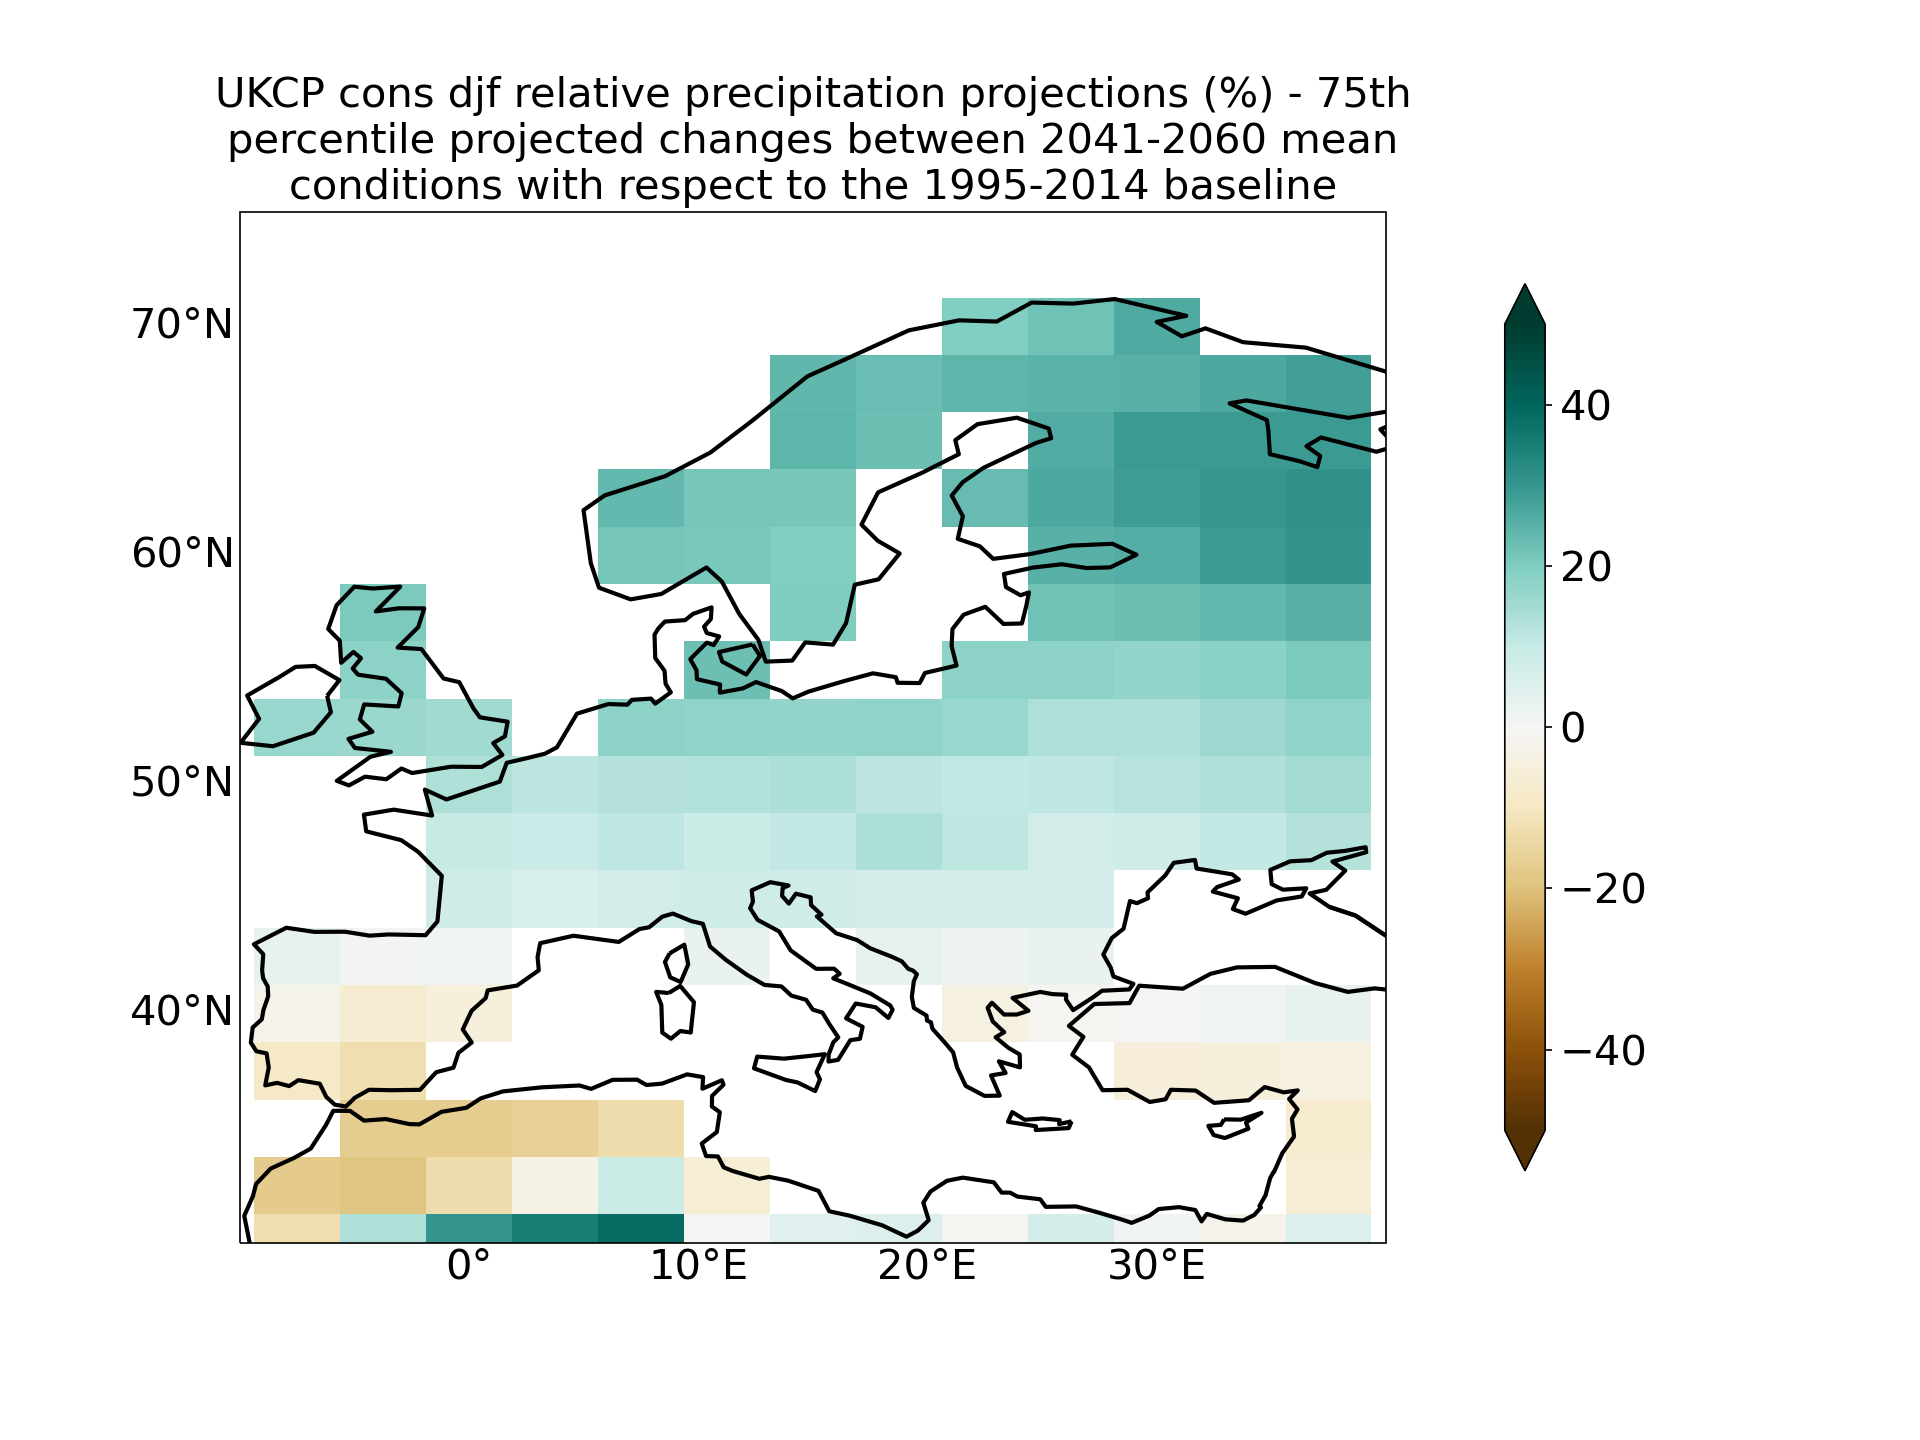 UKCP cons djf relative precipitation projections (%) - 75th
percentile projected changes between 2041-2060 mean
conditions with respect to the 1995-2014 baseline
70°N
60°N
50°N
40°N
0°
10°E
20°E
30°E
40
20
0
−20
−40